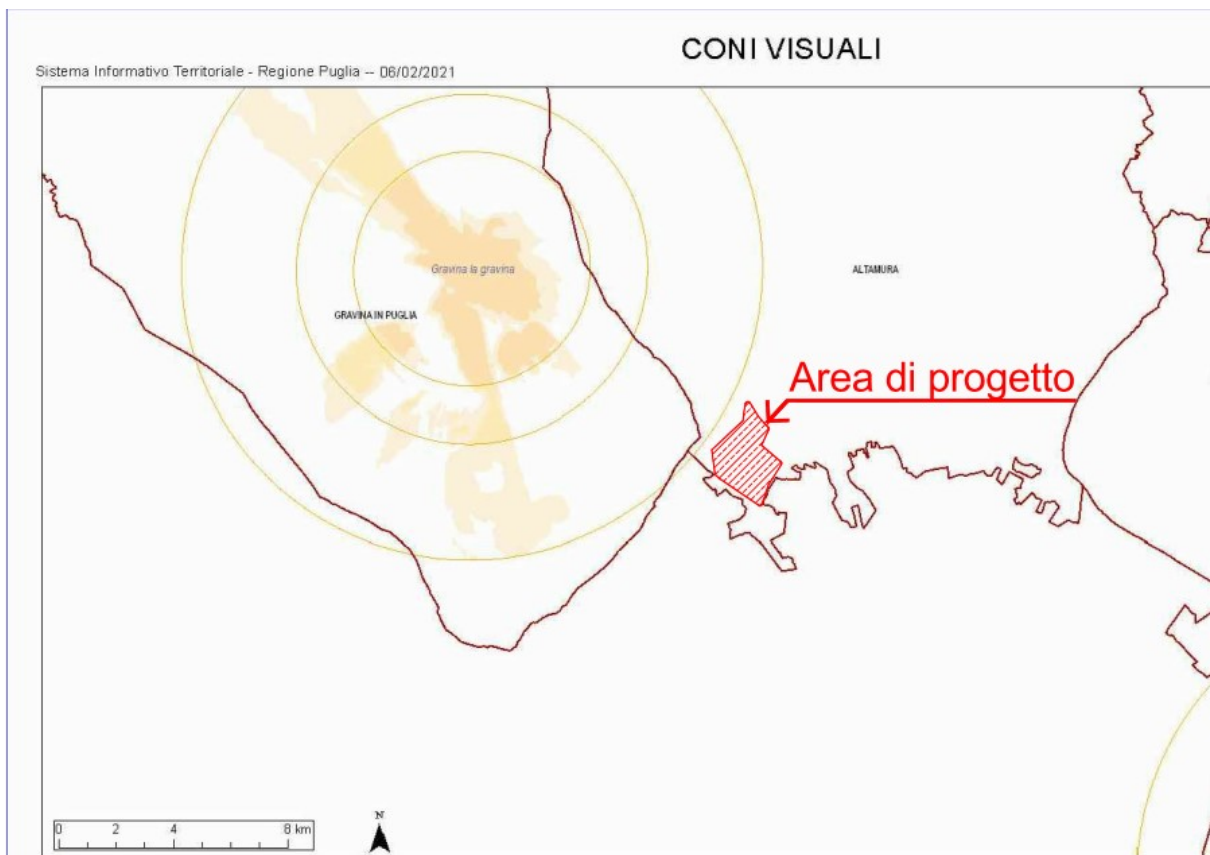 CONI VISUALI
Sistema Informativo Territoriale - Regione Puglia -- 06/02/2021
Gravina la gravina
ALTAMURA
GRAVINA IN PUGLIA
Area di progetto
N
0 2 4 8 km